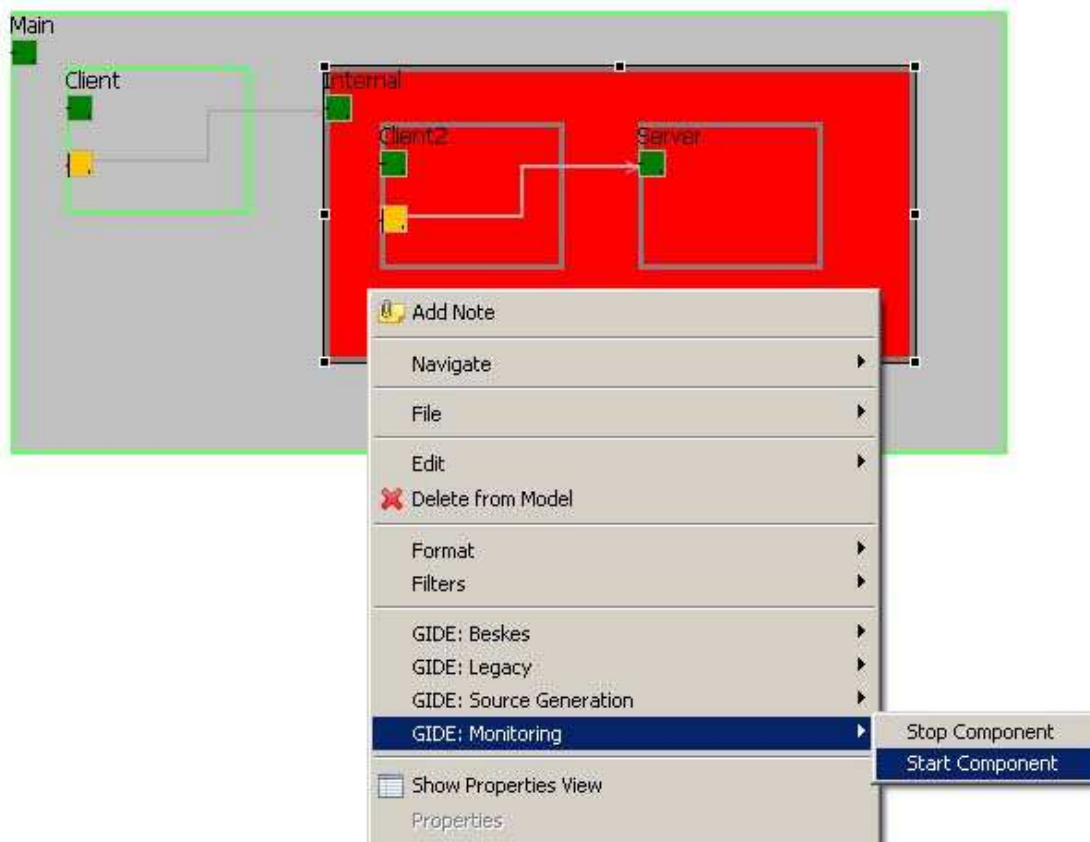 Main
Client
Internal
Client2
Server
Add Note
Navigate
File
Edit
Delete from Model
Format
Filters
GIDE: Beskes
GIDE: Legacy
GIDE: Source Generation
GIDE: Monitoring
Stop Component
Start Component
Show Properties View
Properties